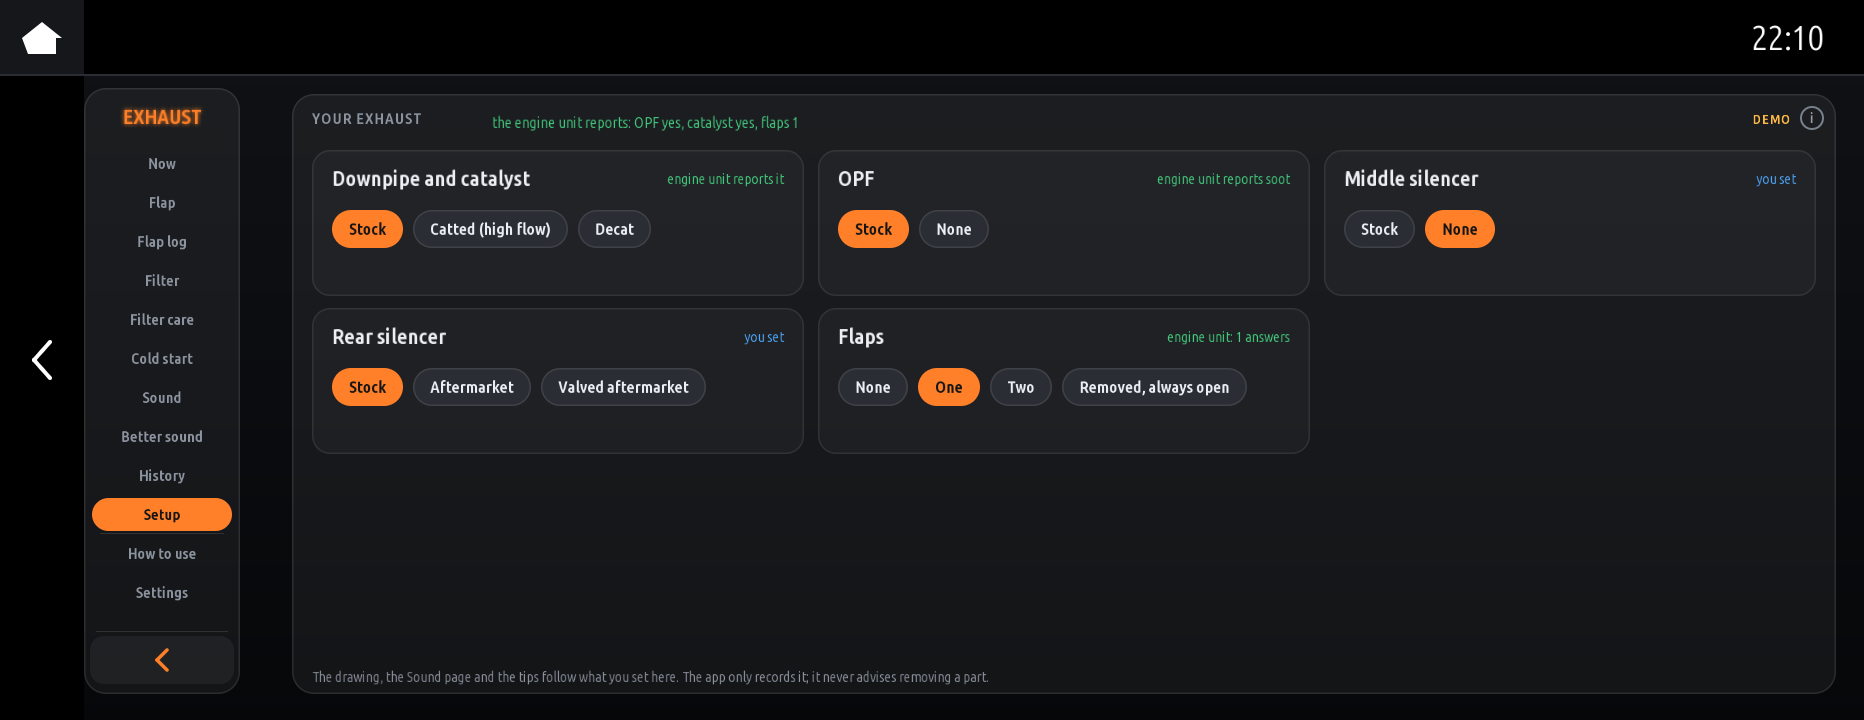 22:10
EXHAUST
Now
Flap
Flap log
Filter
Filter care
Cold start
Sound
Better sound
History
Setup
How to use
Settings
YOUR EXHAUST
the engine unit reports: OPF yes, catalyst yes, flaps 1
DEMO
i
Downpipe and catalyst
engine unit reports it
Stock
Catted (high flow)
Decat
OPF
engine unit reports soot
Stock
None
Middle silencer
you set
Stock
None
Rear silencer
you set
Stock
Aftermarket
Valved aftermarket
Flaps
engine unit: 1 answers
None
One
Two
Removed, always open
The drawing, the Sound page and the tips follow what you set here. The app only records it; it never advises removing a part.